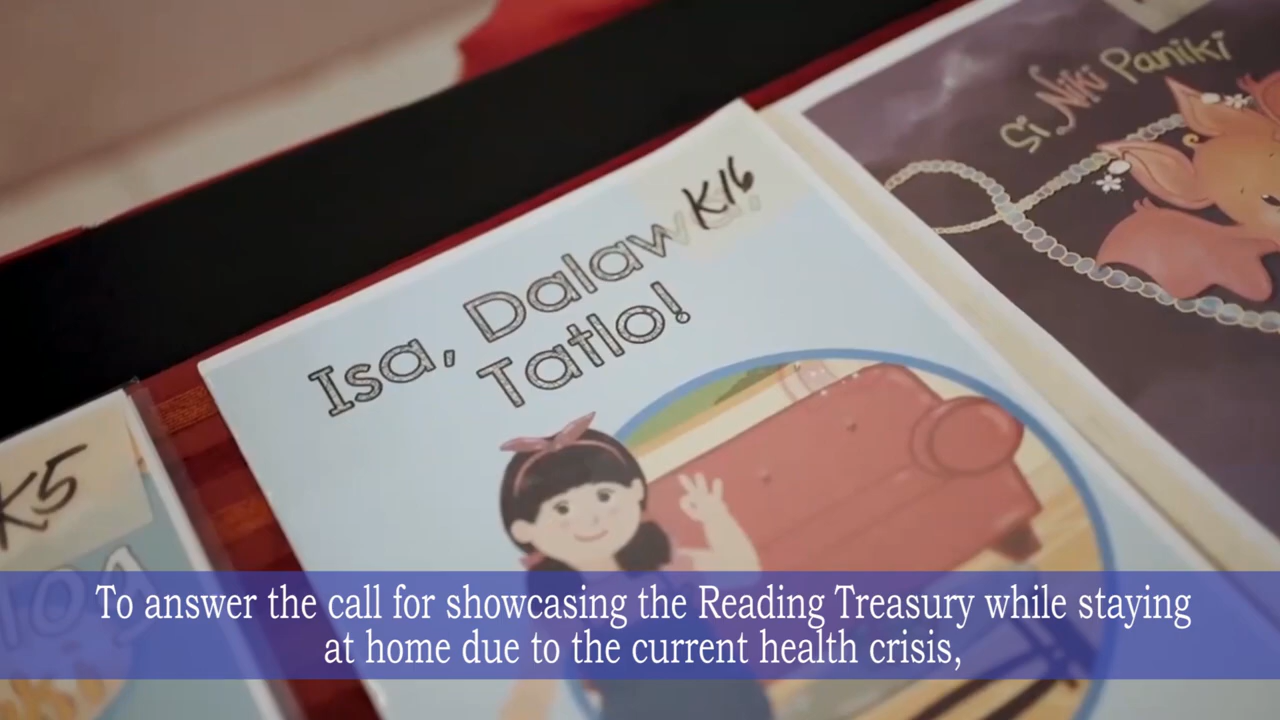 Si Niki Paniki
K16
Isa, Dalawa,
Tatlo!
K5
To answer the call for showcasing the Reading Treasury while staying
at home due to the current health crisis,